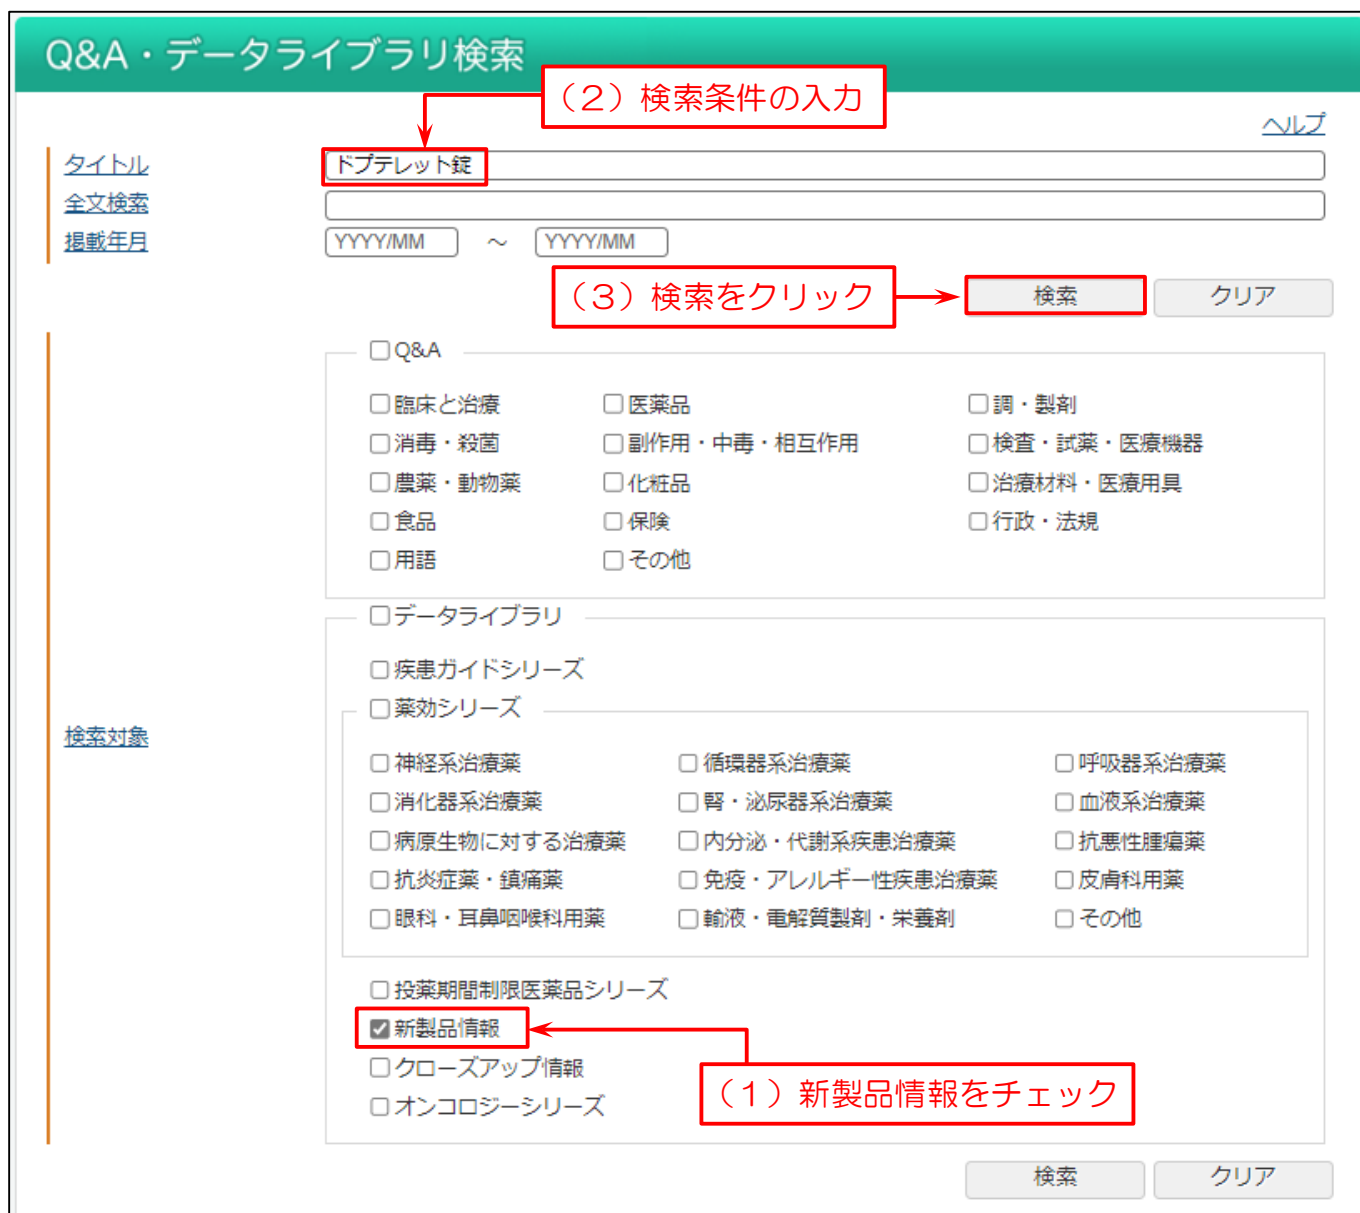 Q&A・データライブラリ検索
（2）検索条件の入力
ヘルプ
タイトル ドプテレット錠
全文検索
掲載年月 YYYY/MM ～ YYYY/MM
（3）検索をクリック 検索 クリア
Q&A
臨床と治療 医薬品 調・製剤
消毒・殺菌 副作用・中毒・相互作用 検査・試薬・医療機器
農薬・動物薬 化粧品 治療材料・医療用具
食品 保険 行政・法規
用語 その他
データライブラリ
疾患ガイドシリーズ
薬効シリーズ
検索対象
神経系治療薬 循環器系治療薬 呼吸器系治療薬
消化器系治療薬 腎・泌尿器系治療薬 血液系治療薬
病原生物に対する治療薬 内分泌・代謝系疾患治療薬 抗悪性腫瘍薬
抗炎症薬・鎮痛薬 免疫・アレルギー性疾患治療薬 皮膚科用薬
眼科・耳鼻咽喉科用薬 輸液・電解質製剤・栄養剤 その他
投薬期間制限医薬品シリーズ
新製品情報
クローズアップ情報
（1）新製品情報をチェック
オンコロジーシリーズ
検索 クリア